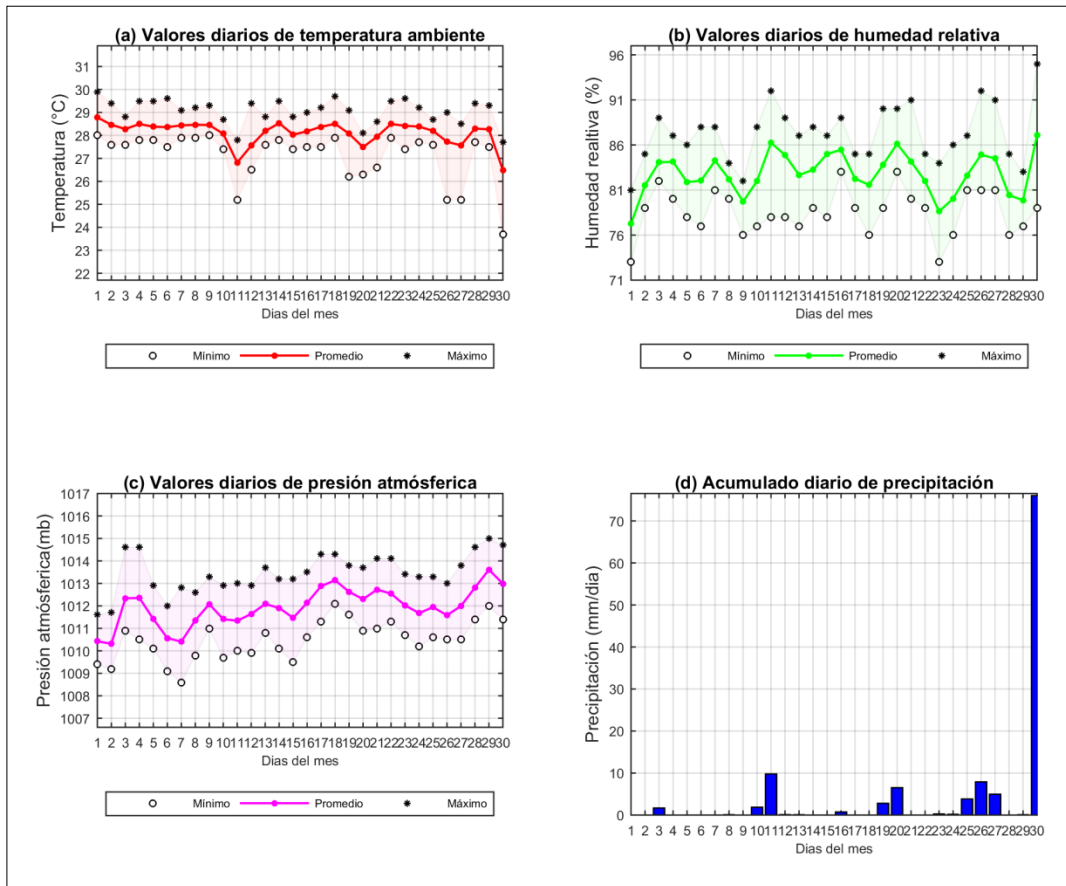 (a) Valores diarios de temperatura ambiente
Temperatura (°C)
31
30
29
28
27
26
25
24
23
22
1 2 3 4 5 6 7 8 9 10 11 12 13 14 15 16 17 18 19 20 21 22 23 24 25 26 27 28 29 30
Dias del mes
Mínimo Promedio Máximo
(b) Valores diarios de humedad relativa
Humedad realtiva (%)
96
91
86
81
76
71
1 2 3 4 5 6 7 8 9 10 11 12 13 14 15 16 17 18 19 20 21 22 23 24 25 26 27 28 29 30
Dias del mes
Mínimo Promedio Máximo
(c) Valores diarios de presión atmósferica
Presión atmósferica(mb)
1017
1016
1015
1014
1013
1012
1011
1010
1009
1008
1007
1 2 3 4 5 6 7 8 9 10 11 12 13 14 15 16 17 18 19 20 21 22 23 24 25 26 27 28 29 30
Dias del mes
Mínimo Promedio Máximo
(d) Acumulado diario de precipitación
Precipitación (mm/dia)
70
60
50
40
30
20
10
0
1 2 3 4 5 6 7 8 9 10 11 12 13 14 15 16 17 18 19 20 21 22 23 24 25 26 27 28 29 30
Dias del mes